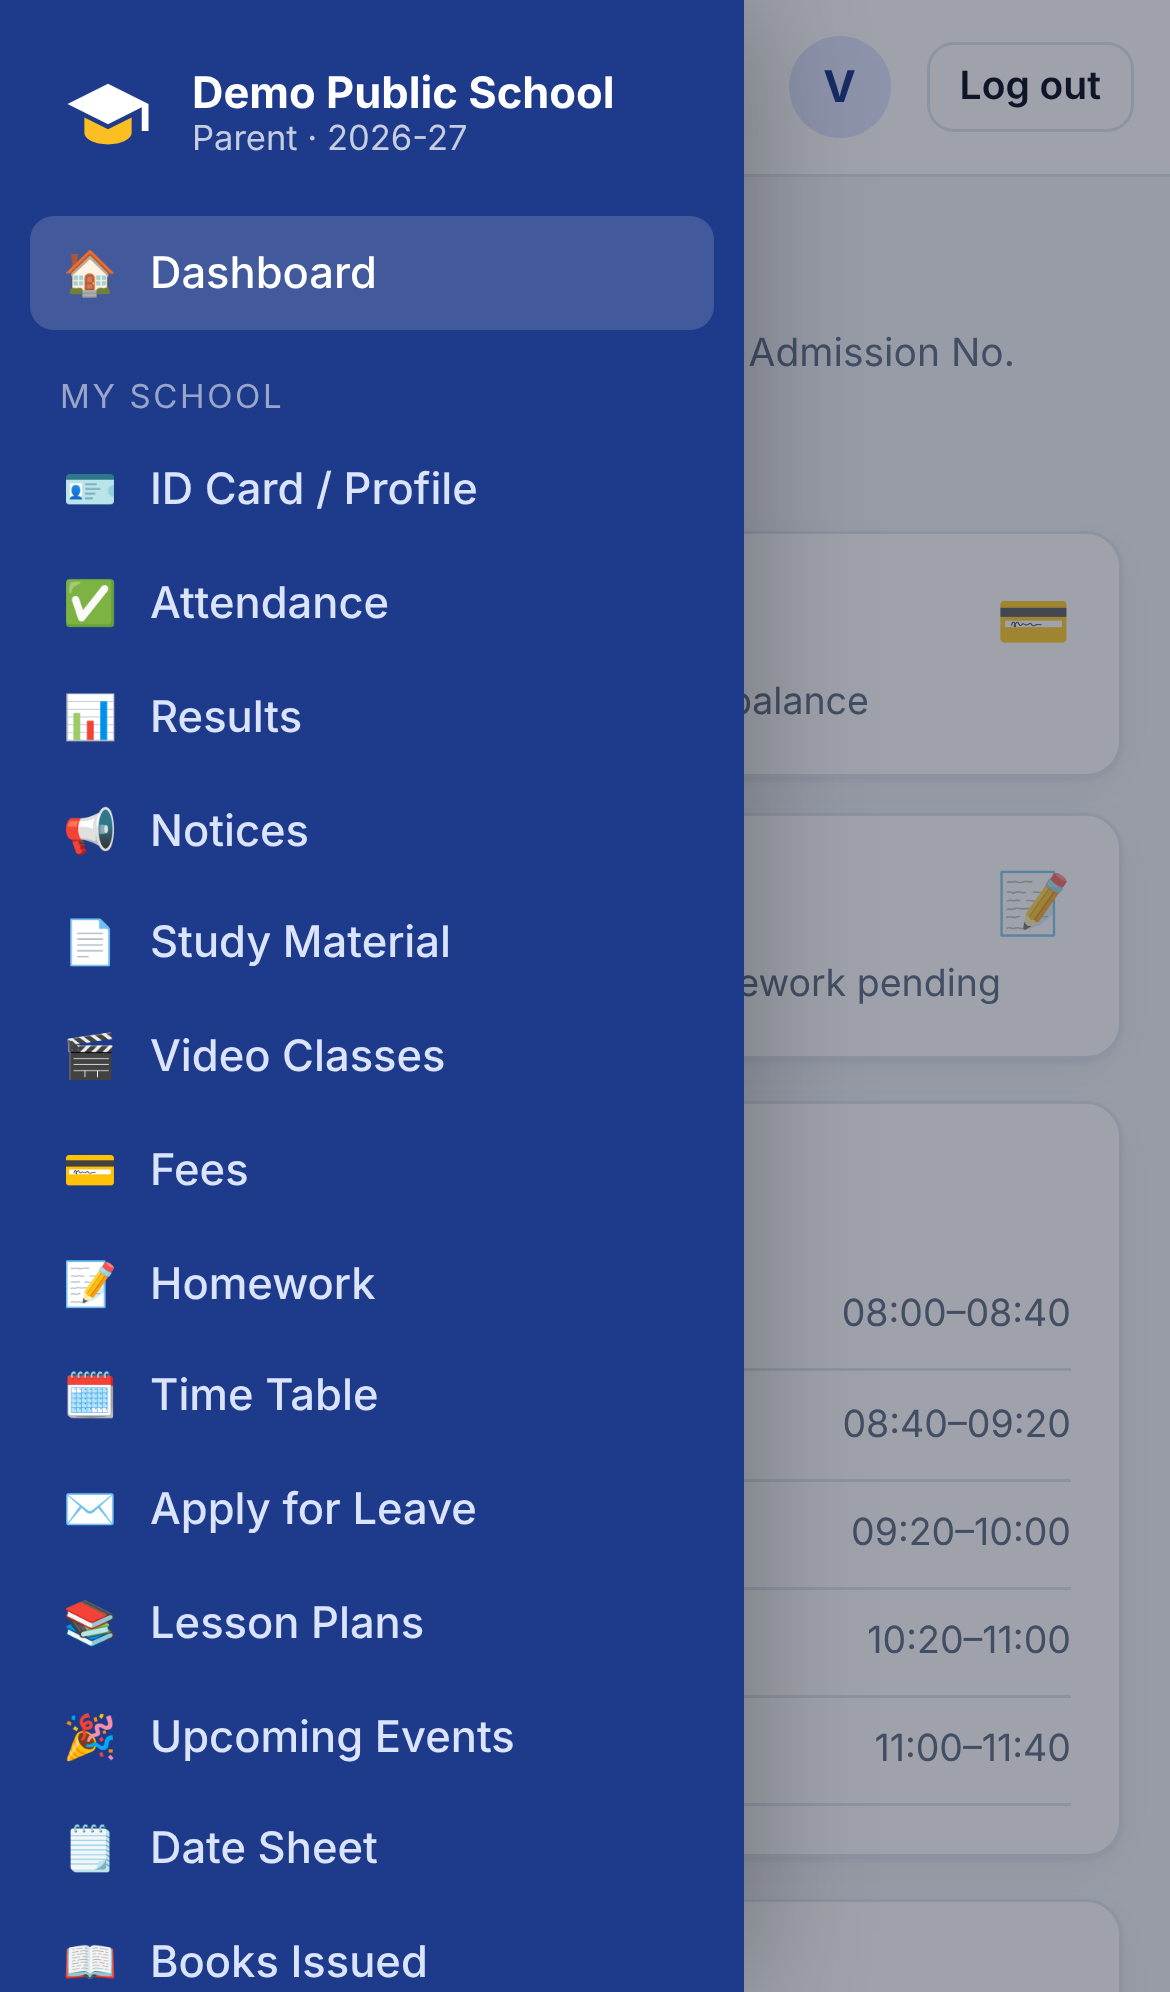 Demo Public School
Parent · 2026-27
V
Log out
Dashboard
MY SCHOOL
ID Card / Profile
Attendance
Results
Notices
Study Material
Video Classes
Fees
Homework
Time Table
Apply for Leave
Lesson Plans
Upcoming Events
Date Sheet
Books Issued
Admission No.
balance
ework pending
08:00–08:40
08:40–09:20
09:20–10:00
10:20–11:00
11:00–11:40